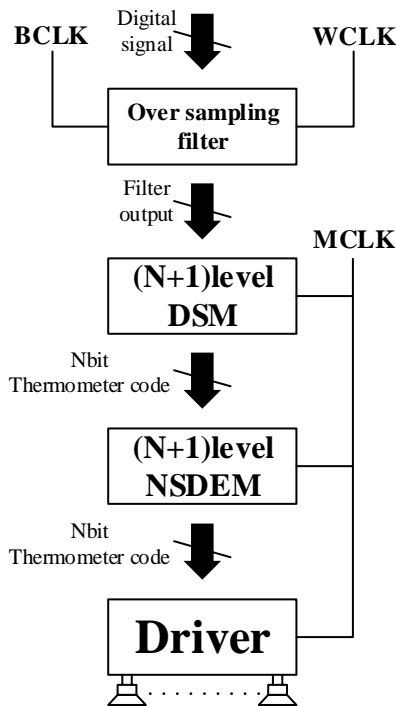 BCLK
Digital
signal
WCLK
Over sampling
filter
Filter
output
MCLK
(N+1)level
DSM
Nbit
Thermometer code
(N+1)level
NSDEM
Nbit
Thermometer code
Driver